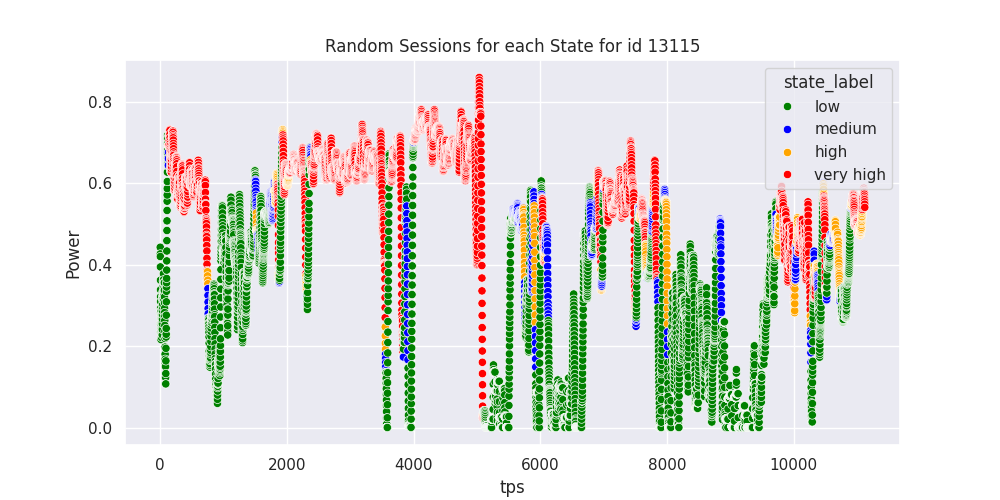 Random Sessions for each State for id 13115
Power
0.8
0.6
0.4
0.2
0.0
state_label
low
medium
high
very high
0 2000 4000 6000 8000 10000
tps